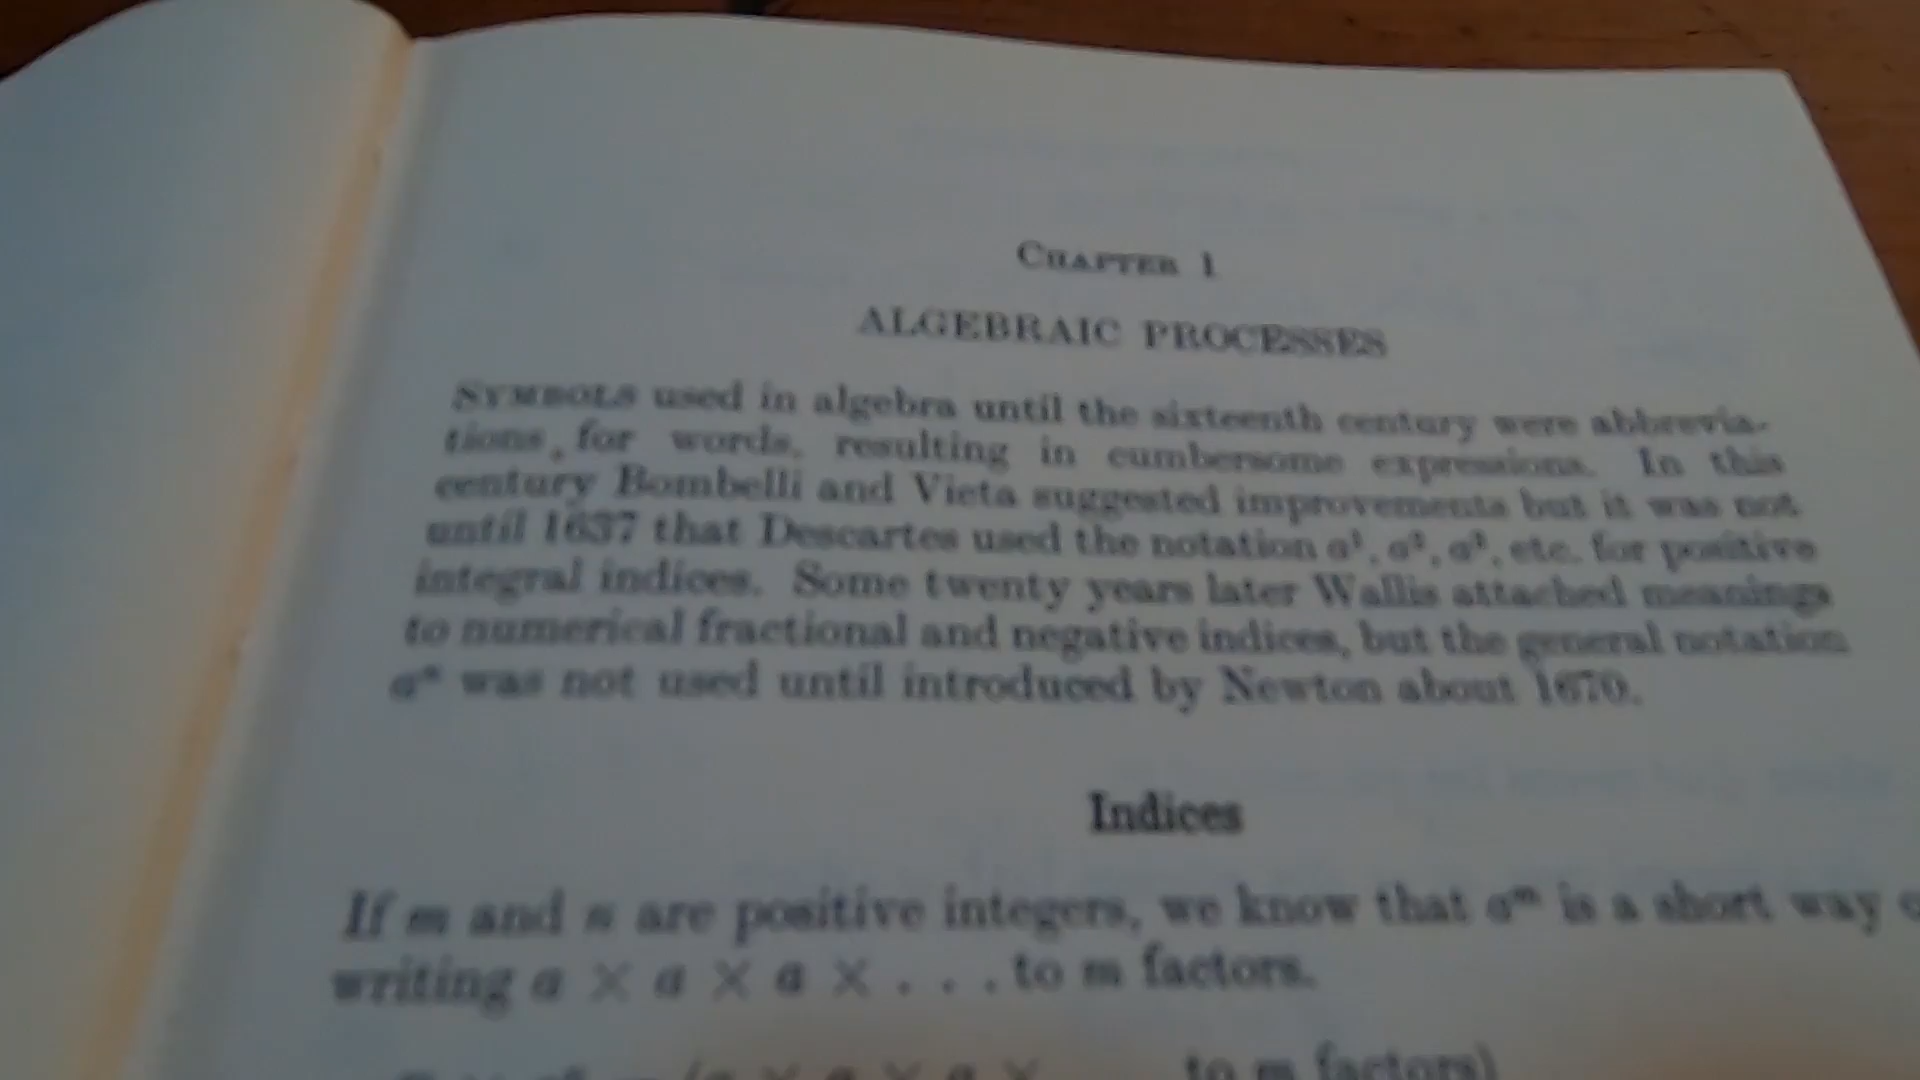 CHAPTER 1
ALGEBRAIC PROCESSES
SYMBOLS used in algebra until the sixteenth century were abbrevia-
tions for words, resulting in cumbersome expressions. In this
century Bombelli and Vieta suggested improvements but it was not
until 1637 that Descartes used the notation a¹, a², a³, etc. for positive
integral indices. Some twenty years later Wallis attached meanings
to numerical fractional and negative indices, but the general notation
aⁿ was not used until introduced by Newton about 1670.
Indices
If m and n are positive integers, we know that aᵐ is a short way
writing a × a × a × . . . to m factors.
(a × a × a × to m factors)